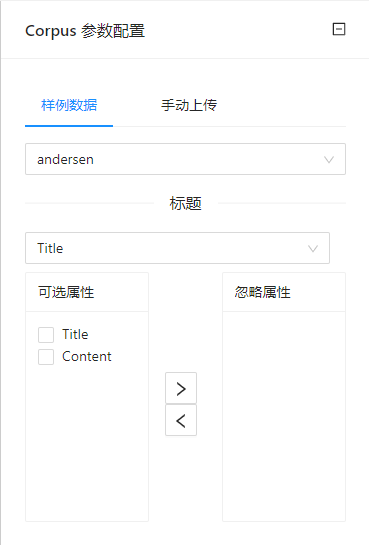 Corpus 参数配置
样例数据 手动上传
andersen
标题
Title
可选属性 忽略属性
Title
Content